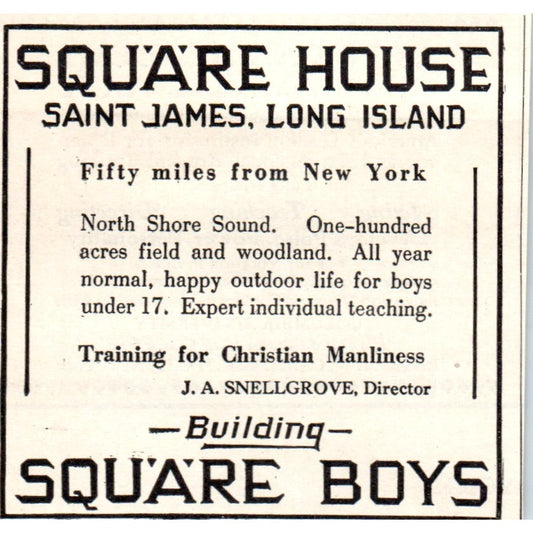 SQUARE HOUSE
SAINT JAMES, LONG ISLAND
Fifty miles from New York
North Shore Sound. One-hundred
acres field and woodland. All year
normal, happy outdoor life for boys
under 17. Expert individual teaching.
Training for Christian Manliness
J. A. SNELLGROVE, Director
—Building—
SQUARE BOYS